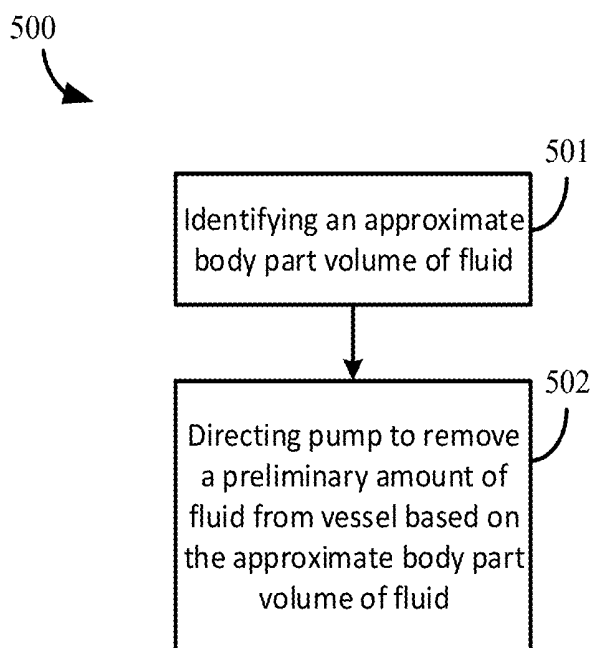 500
501
Identifying an approximate
body part volume of fluid
502
Directing pump to remove
a preliminary amount of
fluid from vessel based on
the approximate body part
volume of fluid